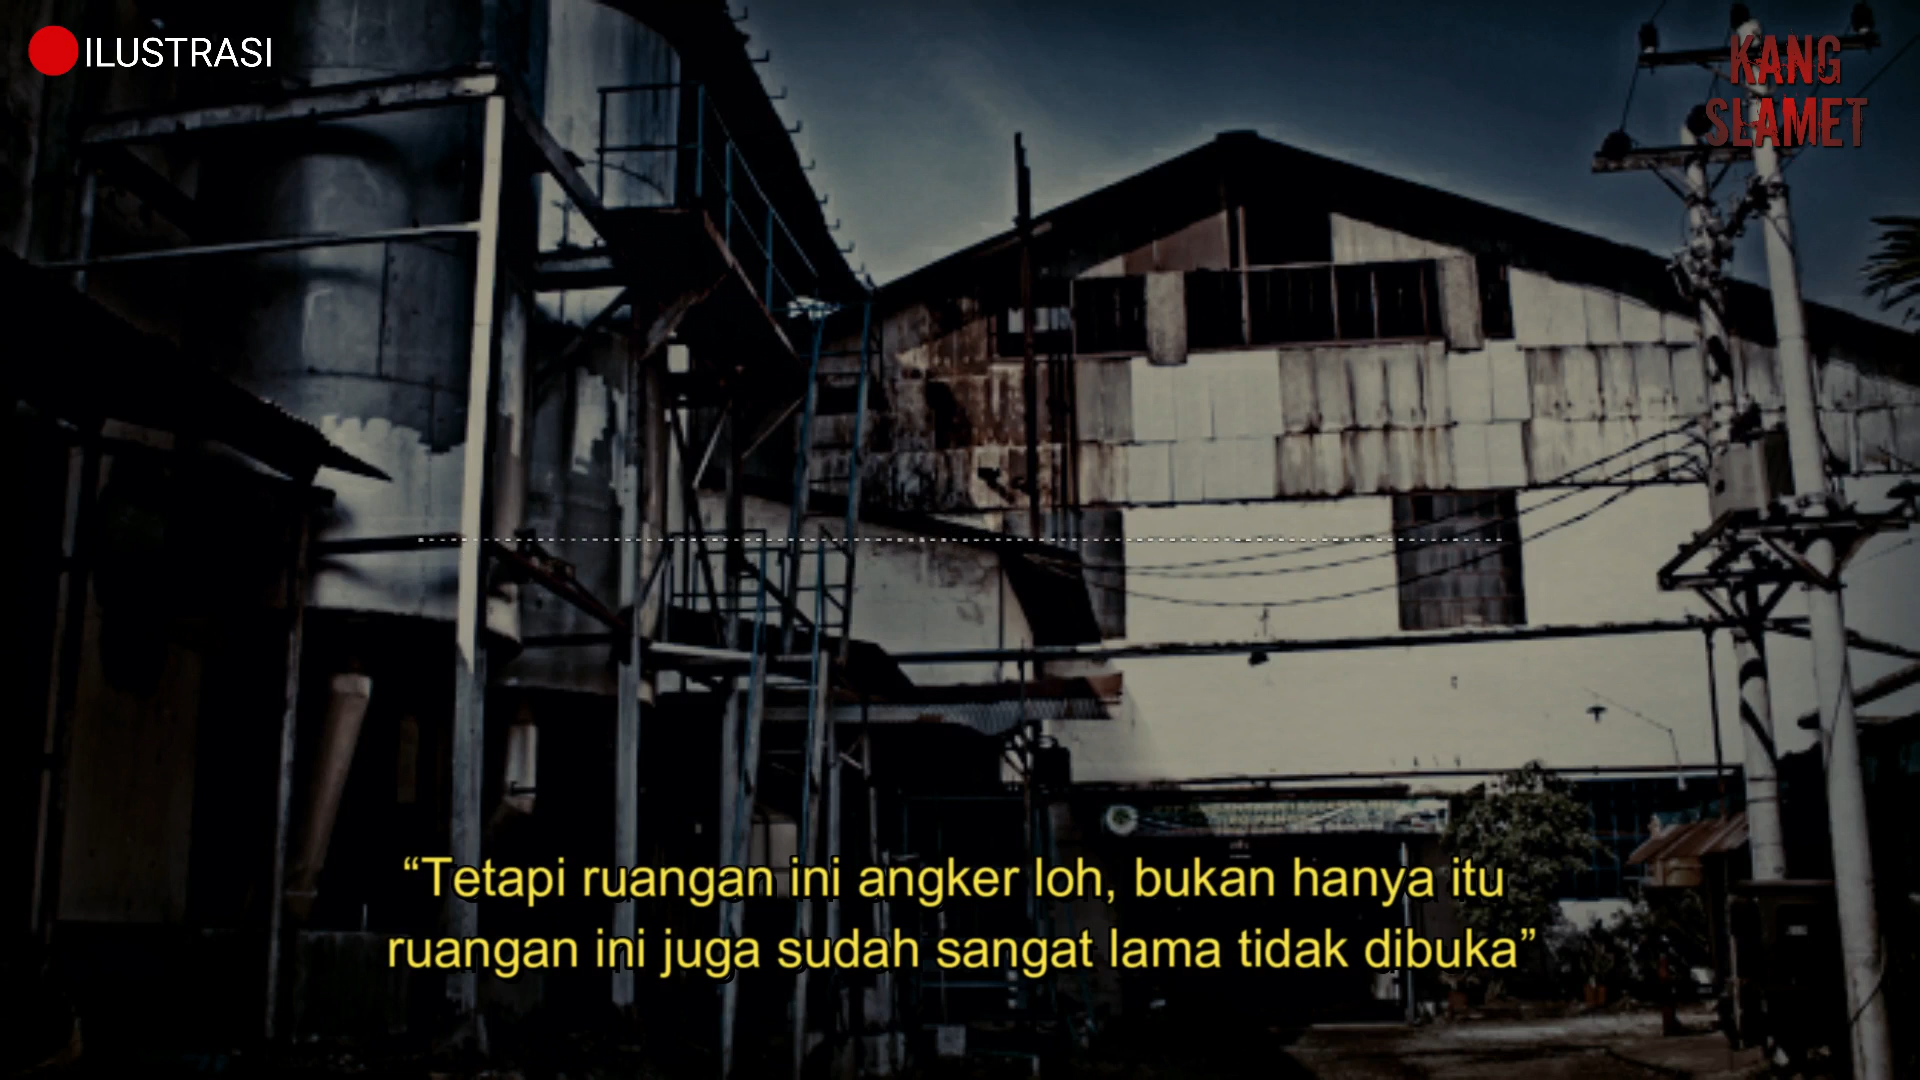 ILUSTRASI
KANG
SLAMET
“Tetapi ruangan ini angker loh, bukan hanya itu
ruangan ini juga sudah sangat lama tidak dibuka”